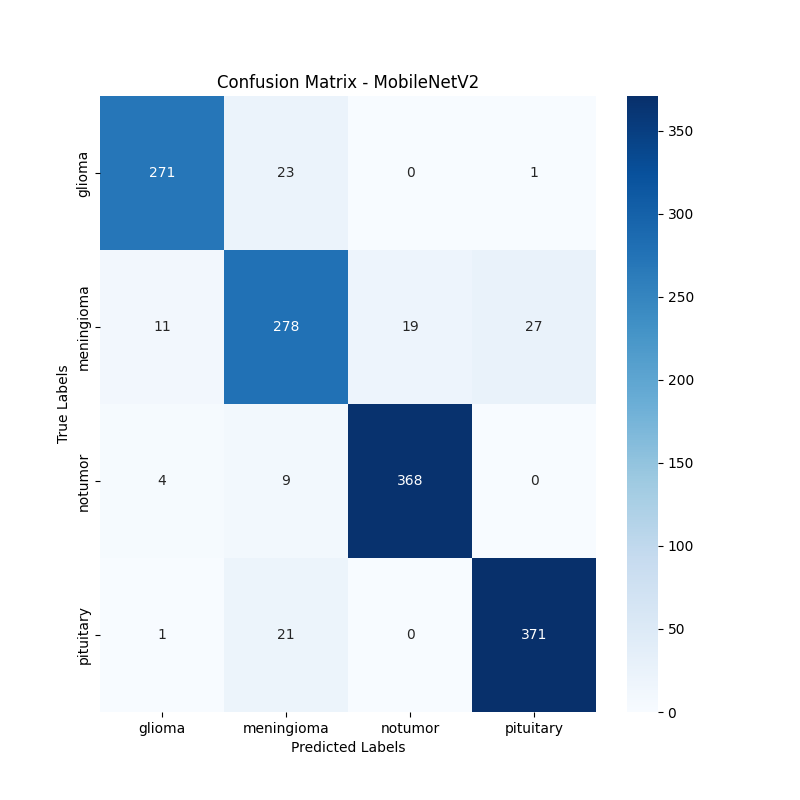 Confusion Matrix - MobileNetV2
glioma 271 23 0 1
meningioma 11 278 19 27
notumor 4 9 368 0
pituitary 1 21 0 371
glioma meningioma notumor pituitary
Predicted Labels
True Labels
350
300
250
200
150
100
50
0